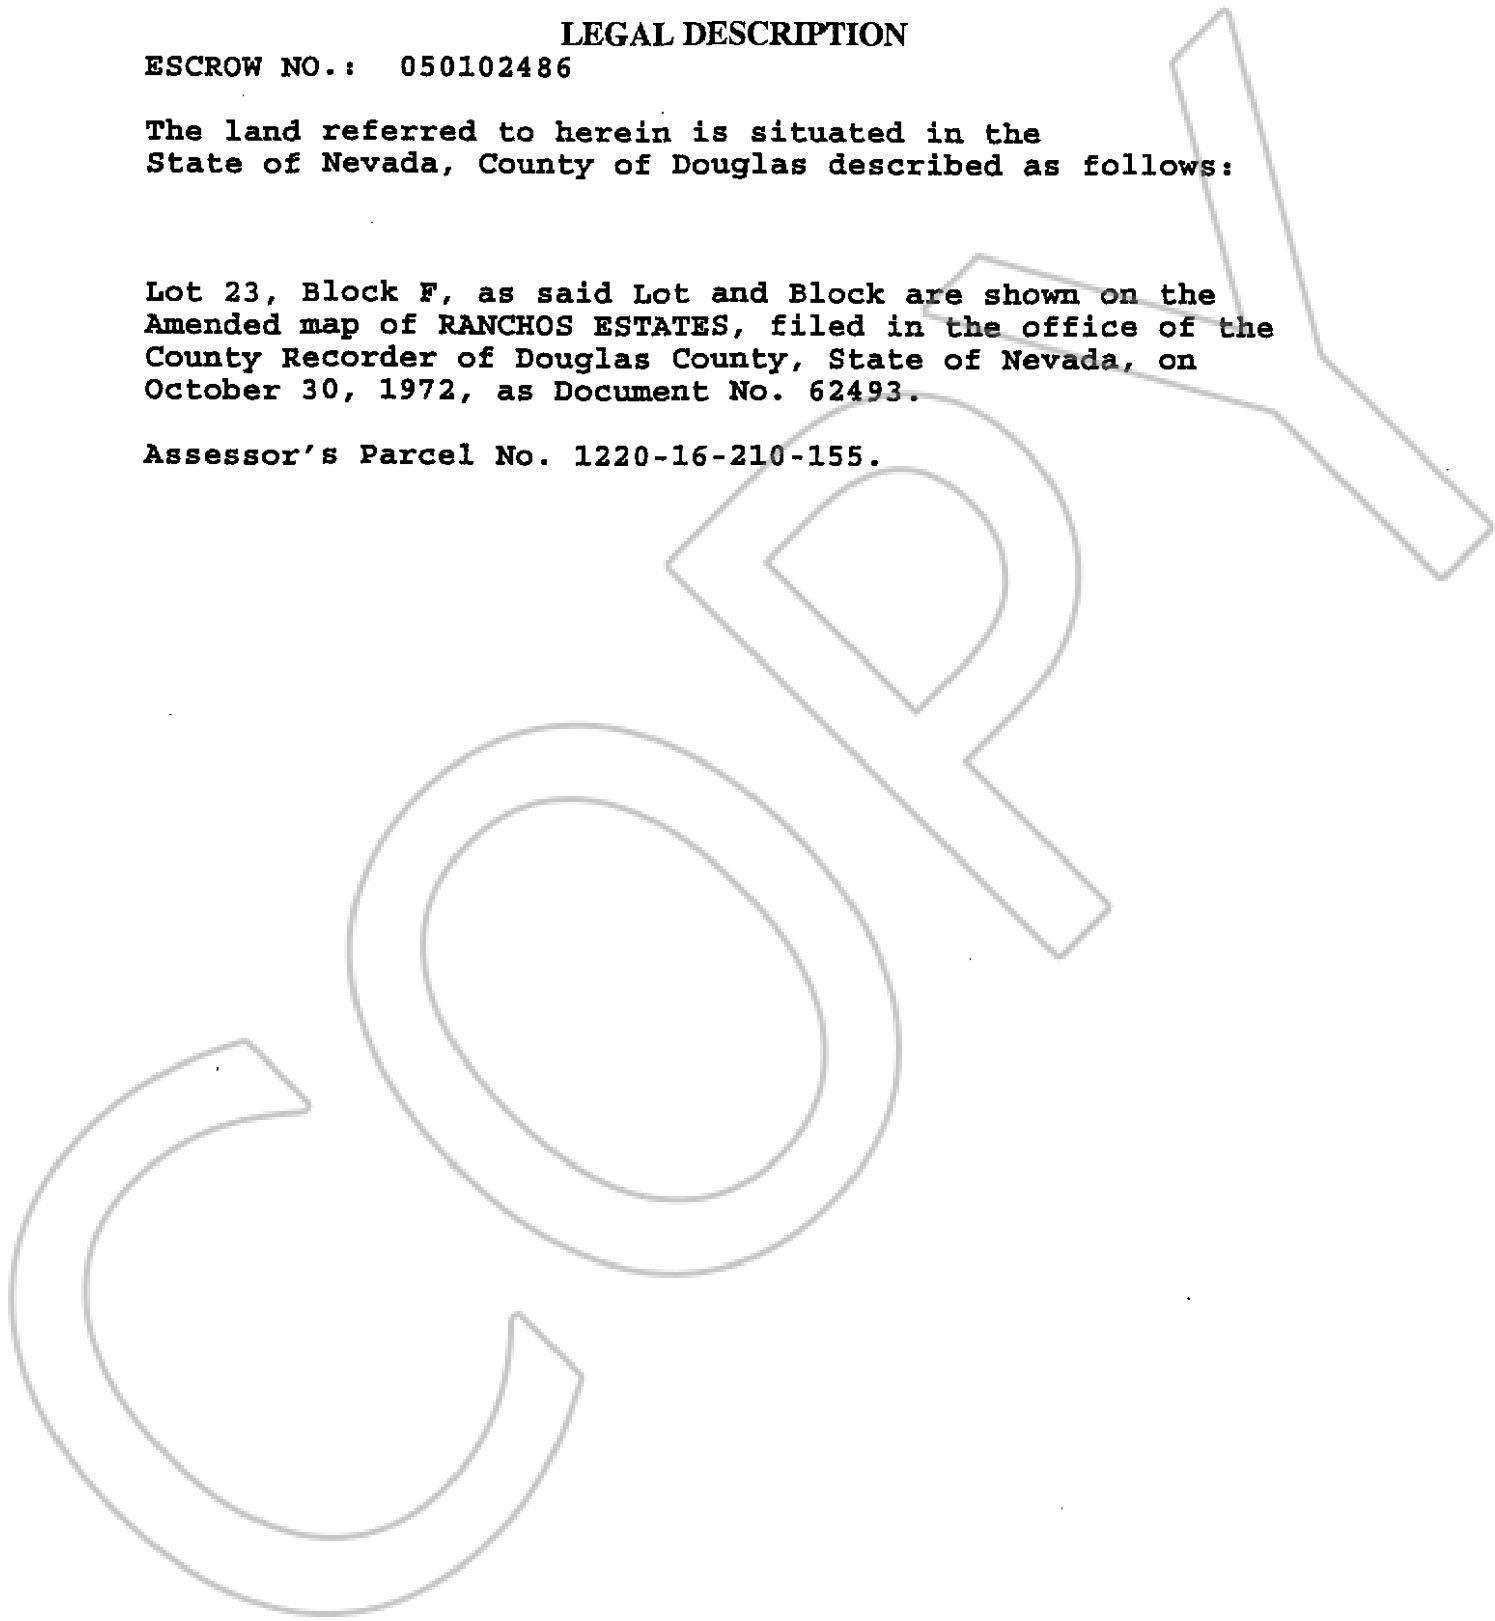 LEGAL DESCRIPTION
ESCROW NO.: 050102486
The land referred to herein is situated in the
State of Nevada, County of Douglas described as follows:
Lot 23, Block F, as said Lot and Block are shown on the
Amended map of RANCHOS ESTATES, filed in the office of the
County Recorder of Douglas County, State of Nevada, on
October 30, 1972, as Document No. 62493.
Assessor's Parcel No. 1220-16-210-155.
COPY